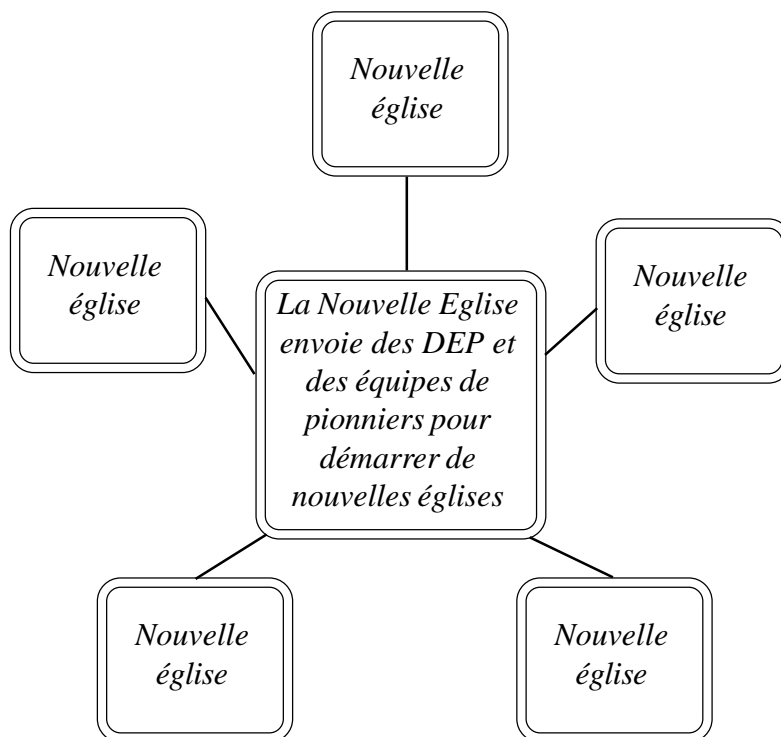 Nouvelle
église
Nouvelle
église
Nouvelle
église
La Nouvelle Eglise
envoie des DEP et
des équipes de
pionniers pour
démarrer de
nouvelles églises
Nouvelle
église
Nouvelle
église